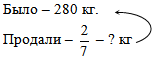 Было – 280 кг.
Продали – 2/7 – ? кг